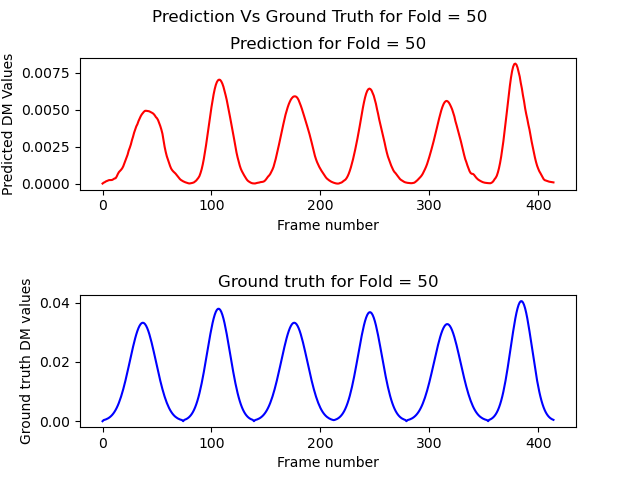 Prediction Vs Ground Truth for Fold = 50
Prediction for Fold = 50
Predicted DM Values
0.0075
0.0050
0.0025
0.0000
0
100
200
300
400
Frame number
Ground truth for Fold = 50
Ground truth DM values
0.04
0.02
0.00
0
100
200
300
400
Frame number